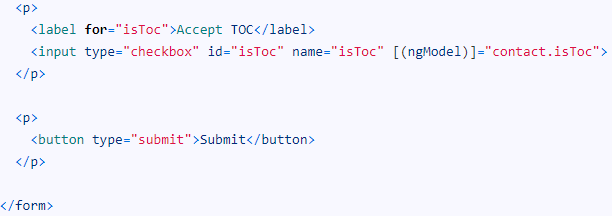 <p>
<label for="isToc">Accept TOC</label>
<input type="checkbox" id="isToc" name="isToc" [(ngModel)]="contact.isToc">
</p>
<p>
<button type="submit">Submit</button>
</p>
</form>